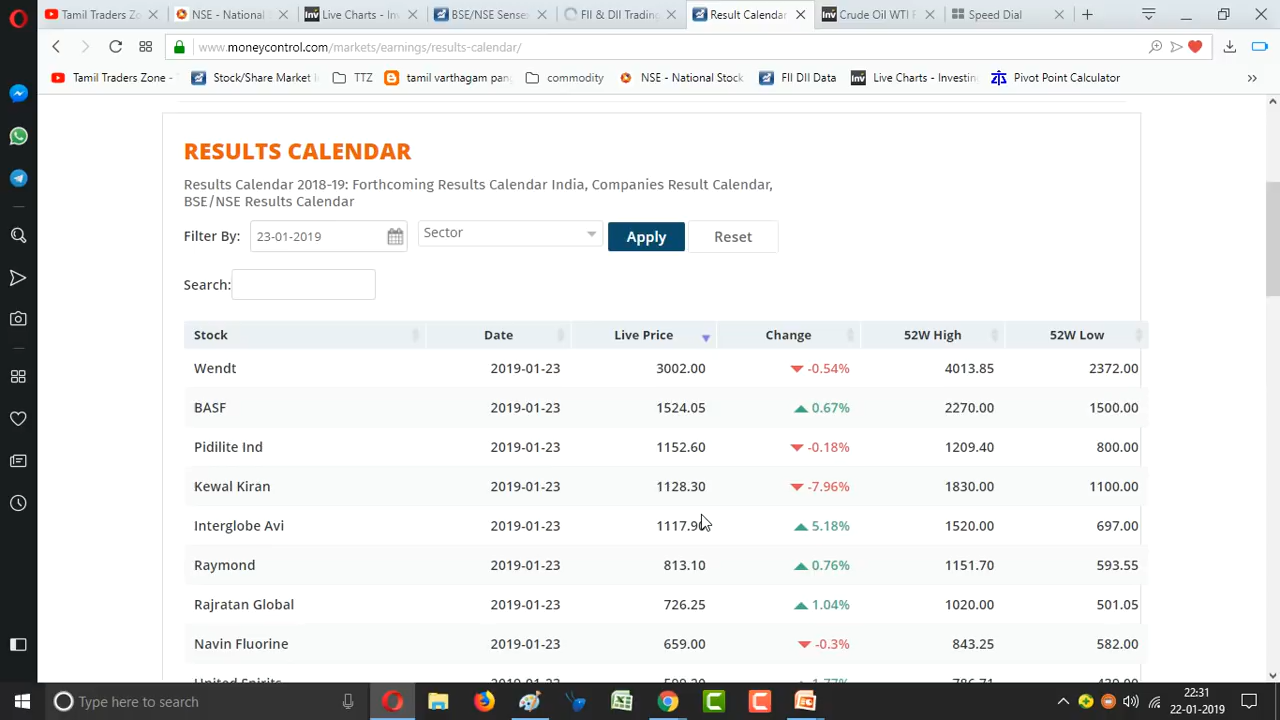 Tamil Traders Zo
NSE - National
Live Charts - Inv
BSE/NSE Sense
FII & DII Trading
Result Calendar
Crude Oil WTI F
Speed Dial
www.moneycontrol.com/markets/earnings/results-calendar/
Tamil Traders Zone -
Stock/Share Market
TTZ
tamil varthagam pan
commodity
NSE - National Stock
FII DII Data
Live Charts - Investin
Pivot Point Calculator
RESULTS CALENDAR
Results Calendar 2018-19: Forthcoming Results Calendar India, Companies Result Calendar,
BSE/NSE Results Calendar
Filter By: 23-01-2019 Sector Apply Reset
Search:
Stock Date Live Price Change 52W High 52W Low
Wendt 2019-01-23 3002.00 -0.54% 4013.85 2372.00
BASF 2019-01-23 1524.05 0.67% 2270.00 1500.00
Pidilite Ind 2019-01-23 1152.60 -0.18% 1209.40 800.00
Kewal Kiran 2019-01-23 1128.30 -7.96% 1830.00 1100.00
Interglobe Avi 2019-01-23 1117.90 5.18% 1520.00 697.00
Raymond 2019-01-23 813.10 0.76% 1151.70 593.55
Rajratan Global 2019-01-23 726.25 1.04% 1020.00 501.05
Navin Fluorine 2019-01-23 659.00 -0.3% 843.25 582.00
United Spirits
Type here to search
22:31
22-01-2019